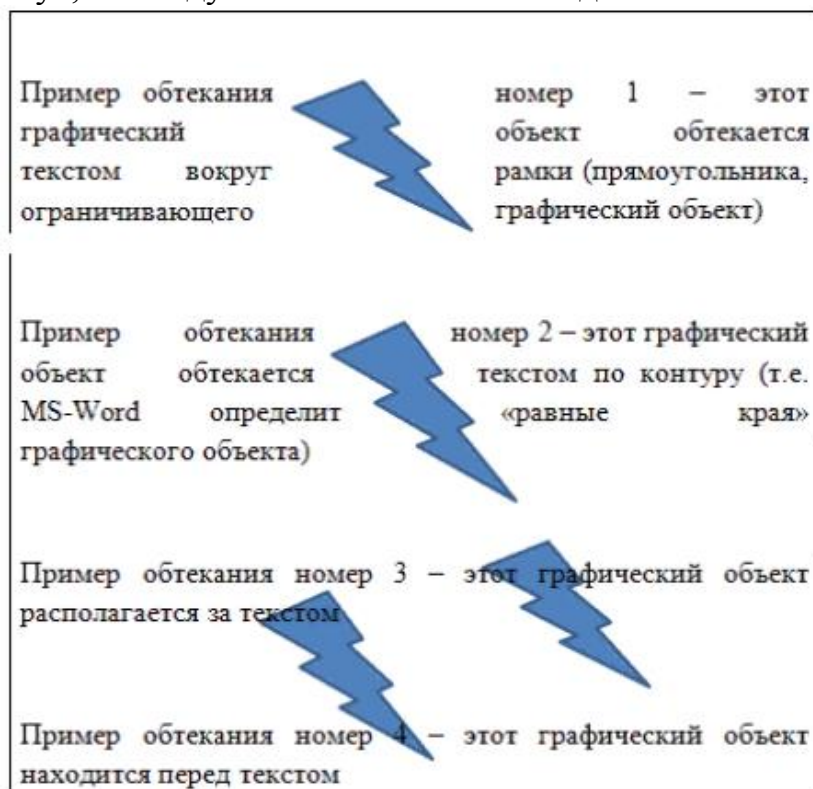 Пример обтекания номер 1 – этот
графический объект обтекается
текстом вокруг рамки (прямоугольника,
ограничивающего графический объект)
Пример обтекания номер 2 – этот графический
объект обтекается текстом по контуру (т.е.
MS-Word определит «равные края»
графического объекта)
Пример обтекания номер 3 – этот графический объект
располагается за текстом
Пример обтекания номер 4 – этот графический объект
находится перед текстом